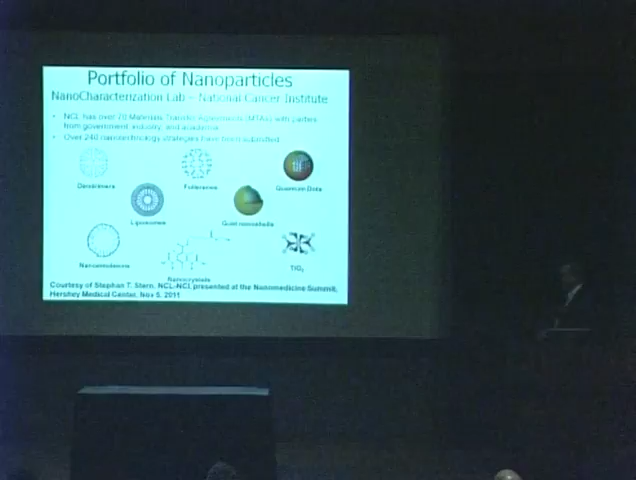 Portfolio of Nanoparticles
NanoCharacterization Lab – National Cancer Institute
• NCL has over 70 Materials Transfer Agreements (MTAs) with parties
from government, industry, and academia
• Over 240 nanotechnology strategies have been submitted
Dendrimers
Fullerenes
Quantum Dots
Liposomes
Gold nanoshells
Nanoemulsions
Nanocrystals
TiO2
Courtesy of Stephan T. Stern, NCL-NCI, presented at the Nanomedicine Summit,
Hershey Medical Center, Nov 5, 2011